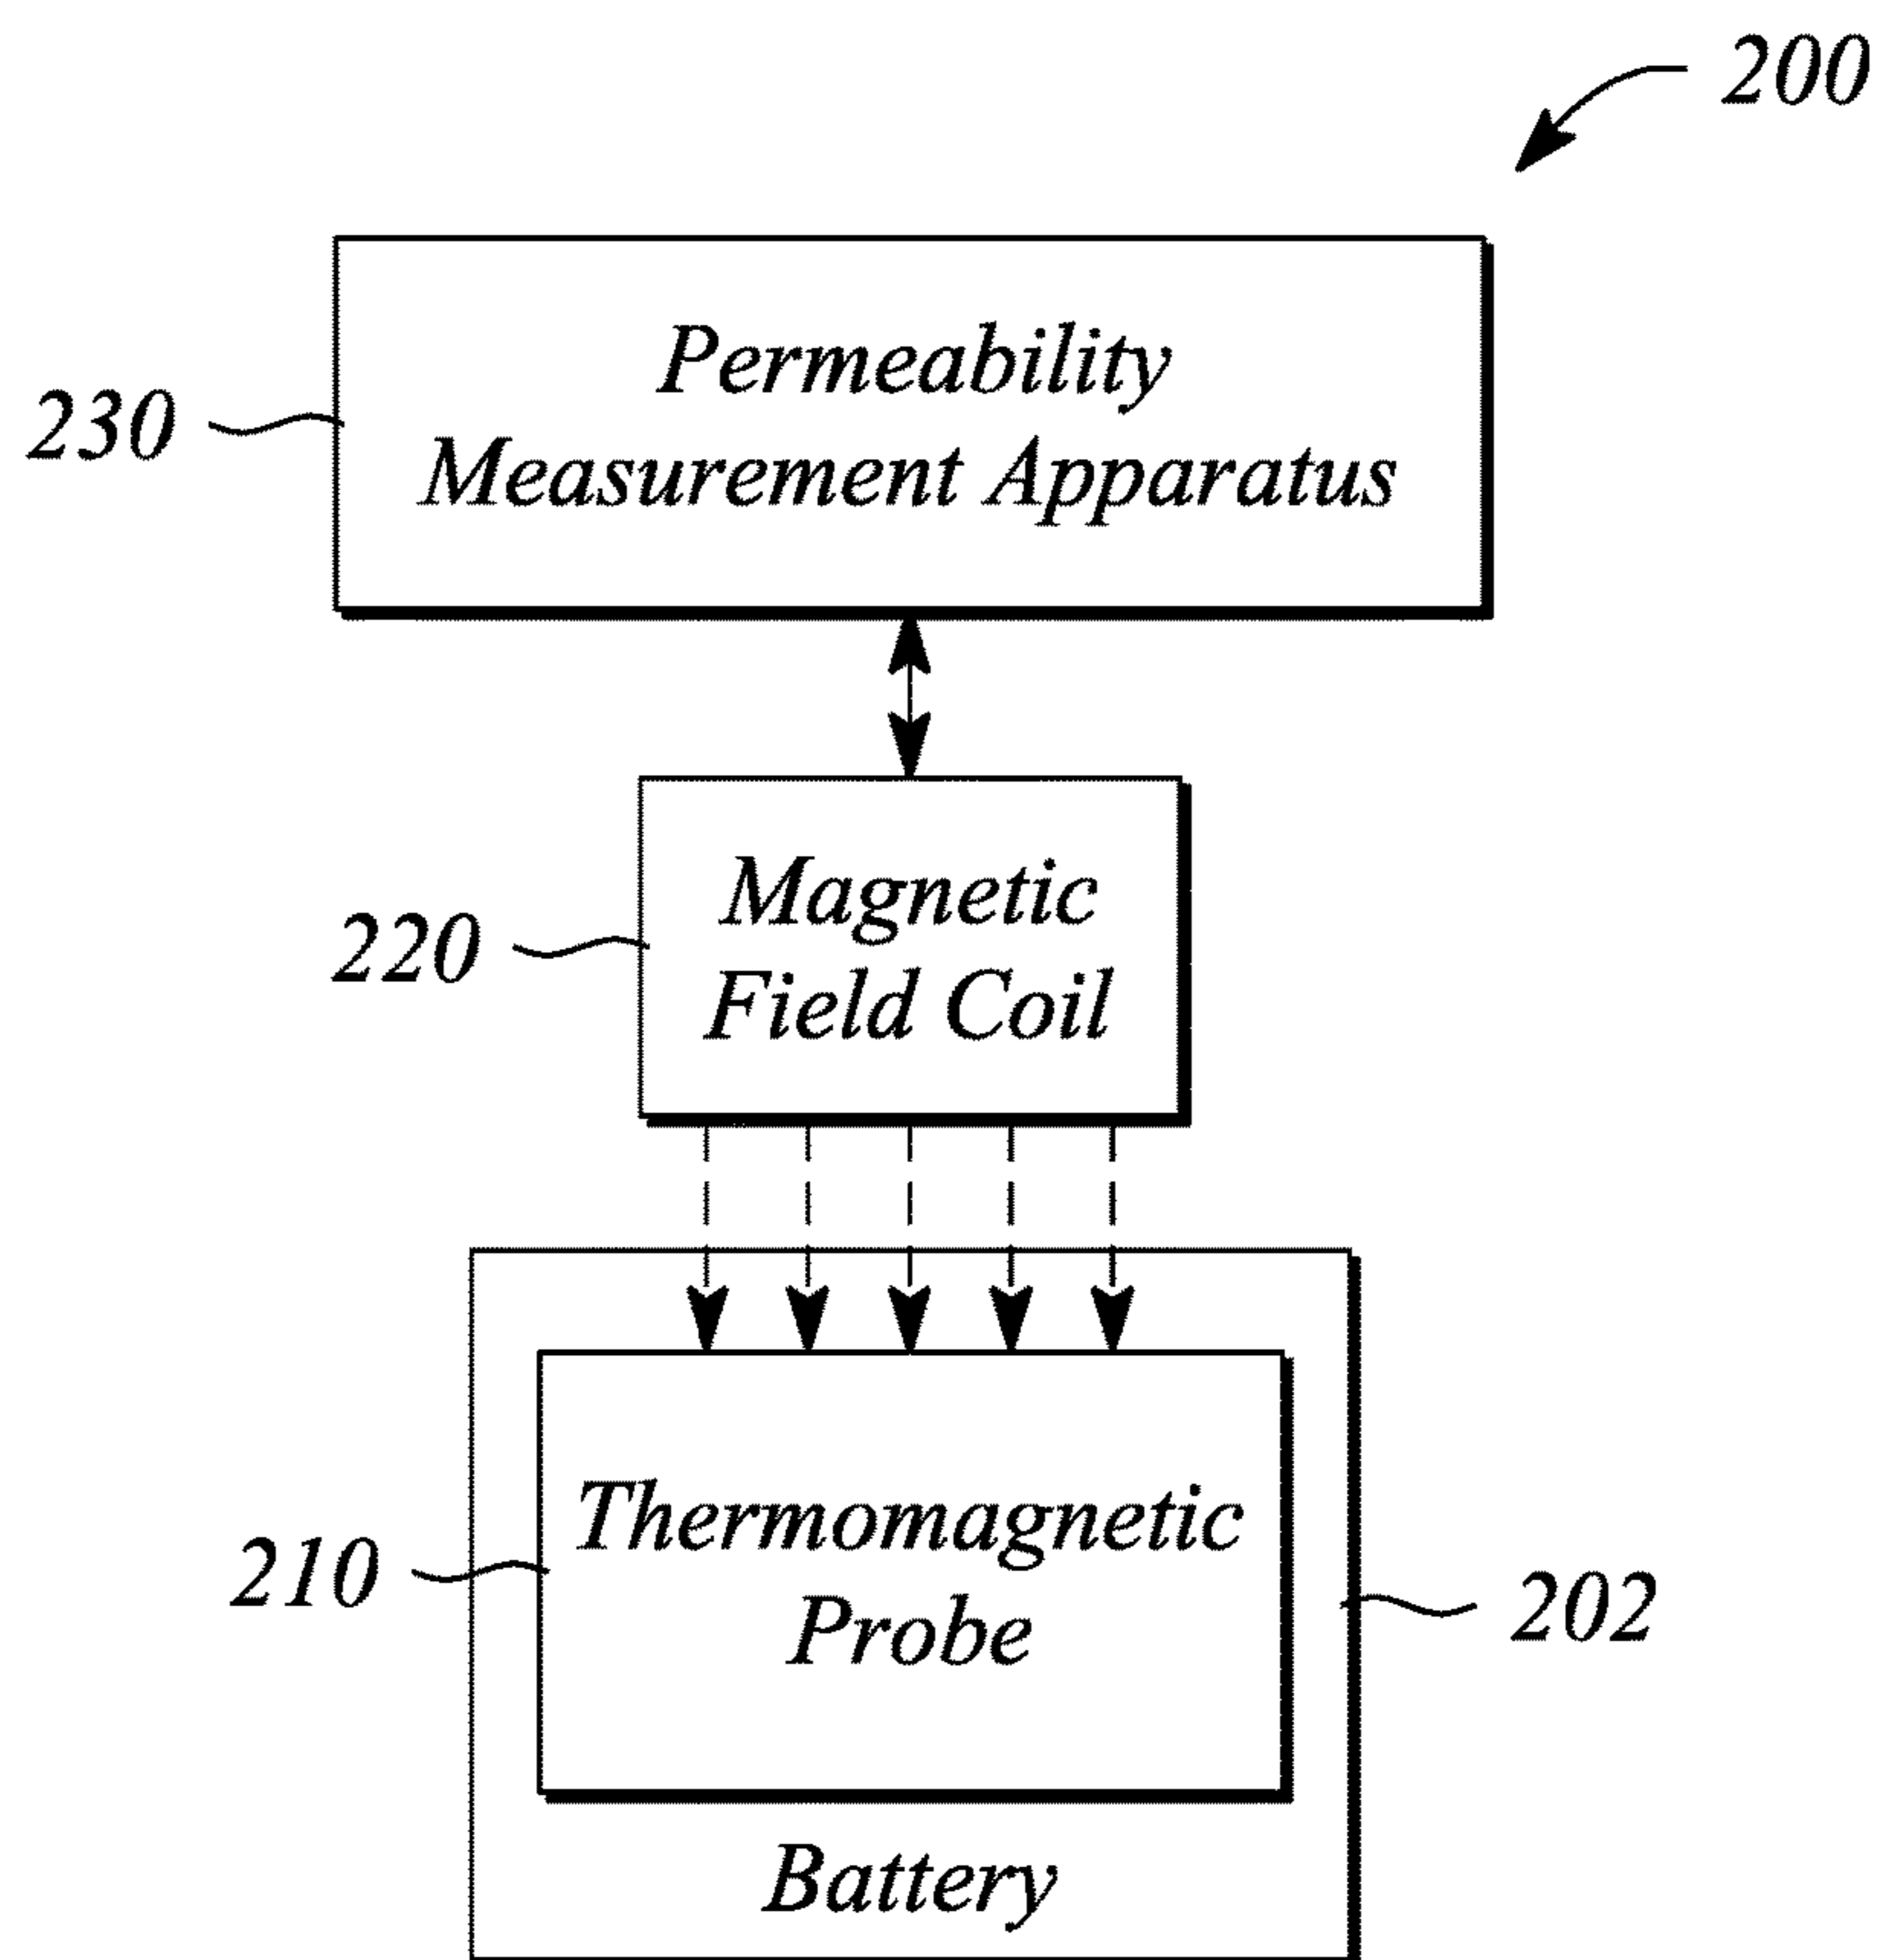 200
Permeability
230
Measurement Apparatus
Magnetic
220
Field Coil
Thermomagnetic
210
Probe
202
Battery